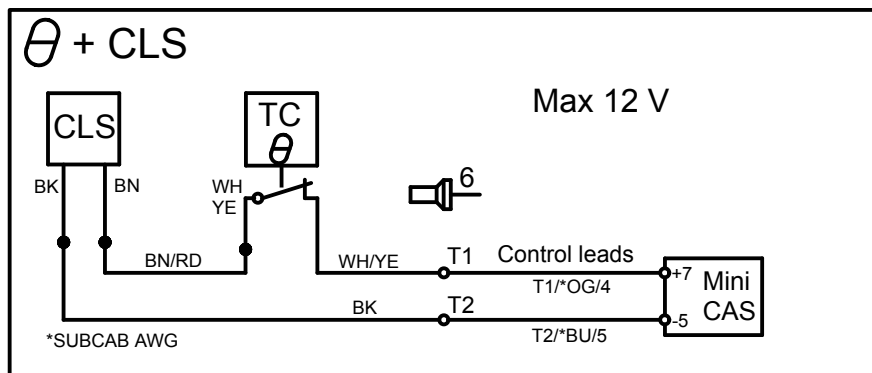 θ + CLS
Max 12 V
CLS
TC
θ
BK
BN
WH
YE
6
BN/RD
WH/YE
T1
Control leads
T1/*OG/4
+7
Mini
CAS
BK
T2
T2/*BU/5
-5
*SUBCAB AWG